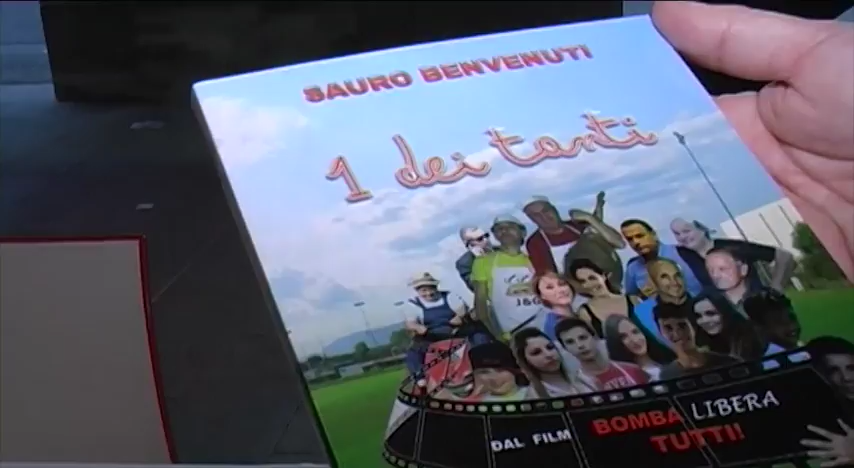 SAURO BENVENUTI
1 dei tanti
J&G
DAL FILM BOMBA LIBERA
TUTTI!